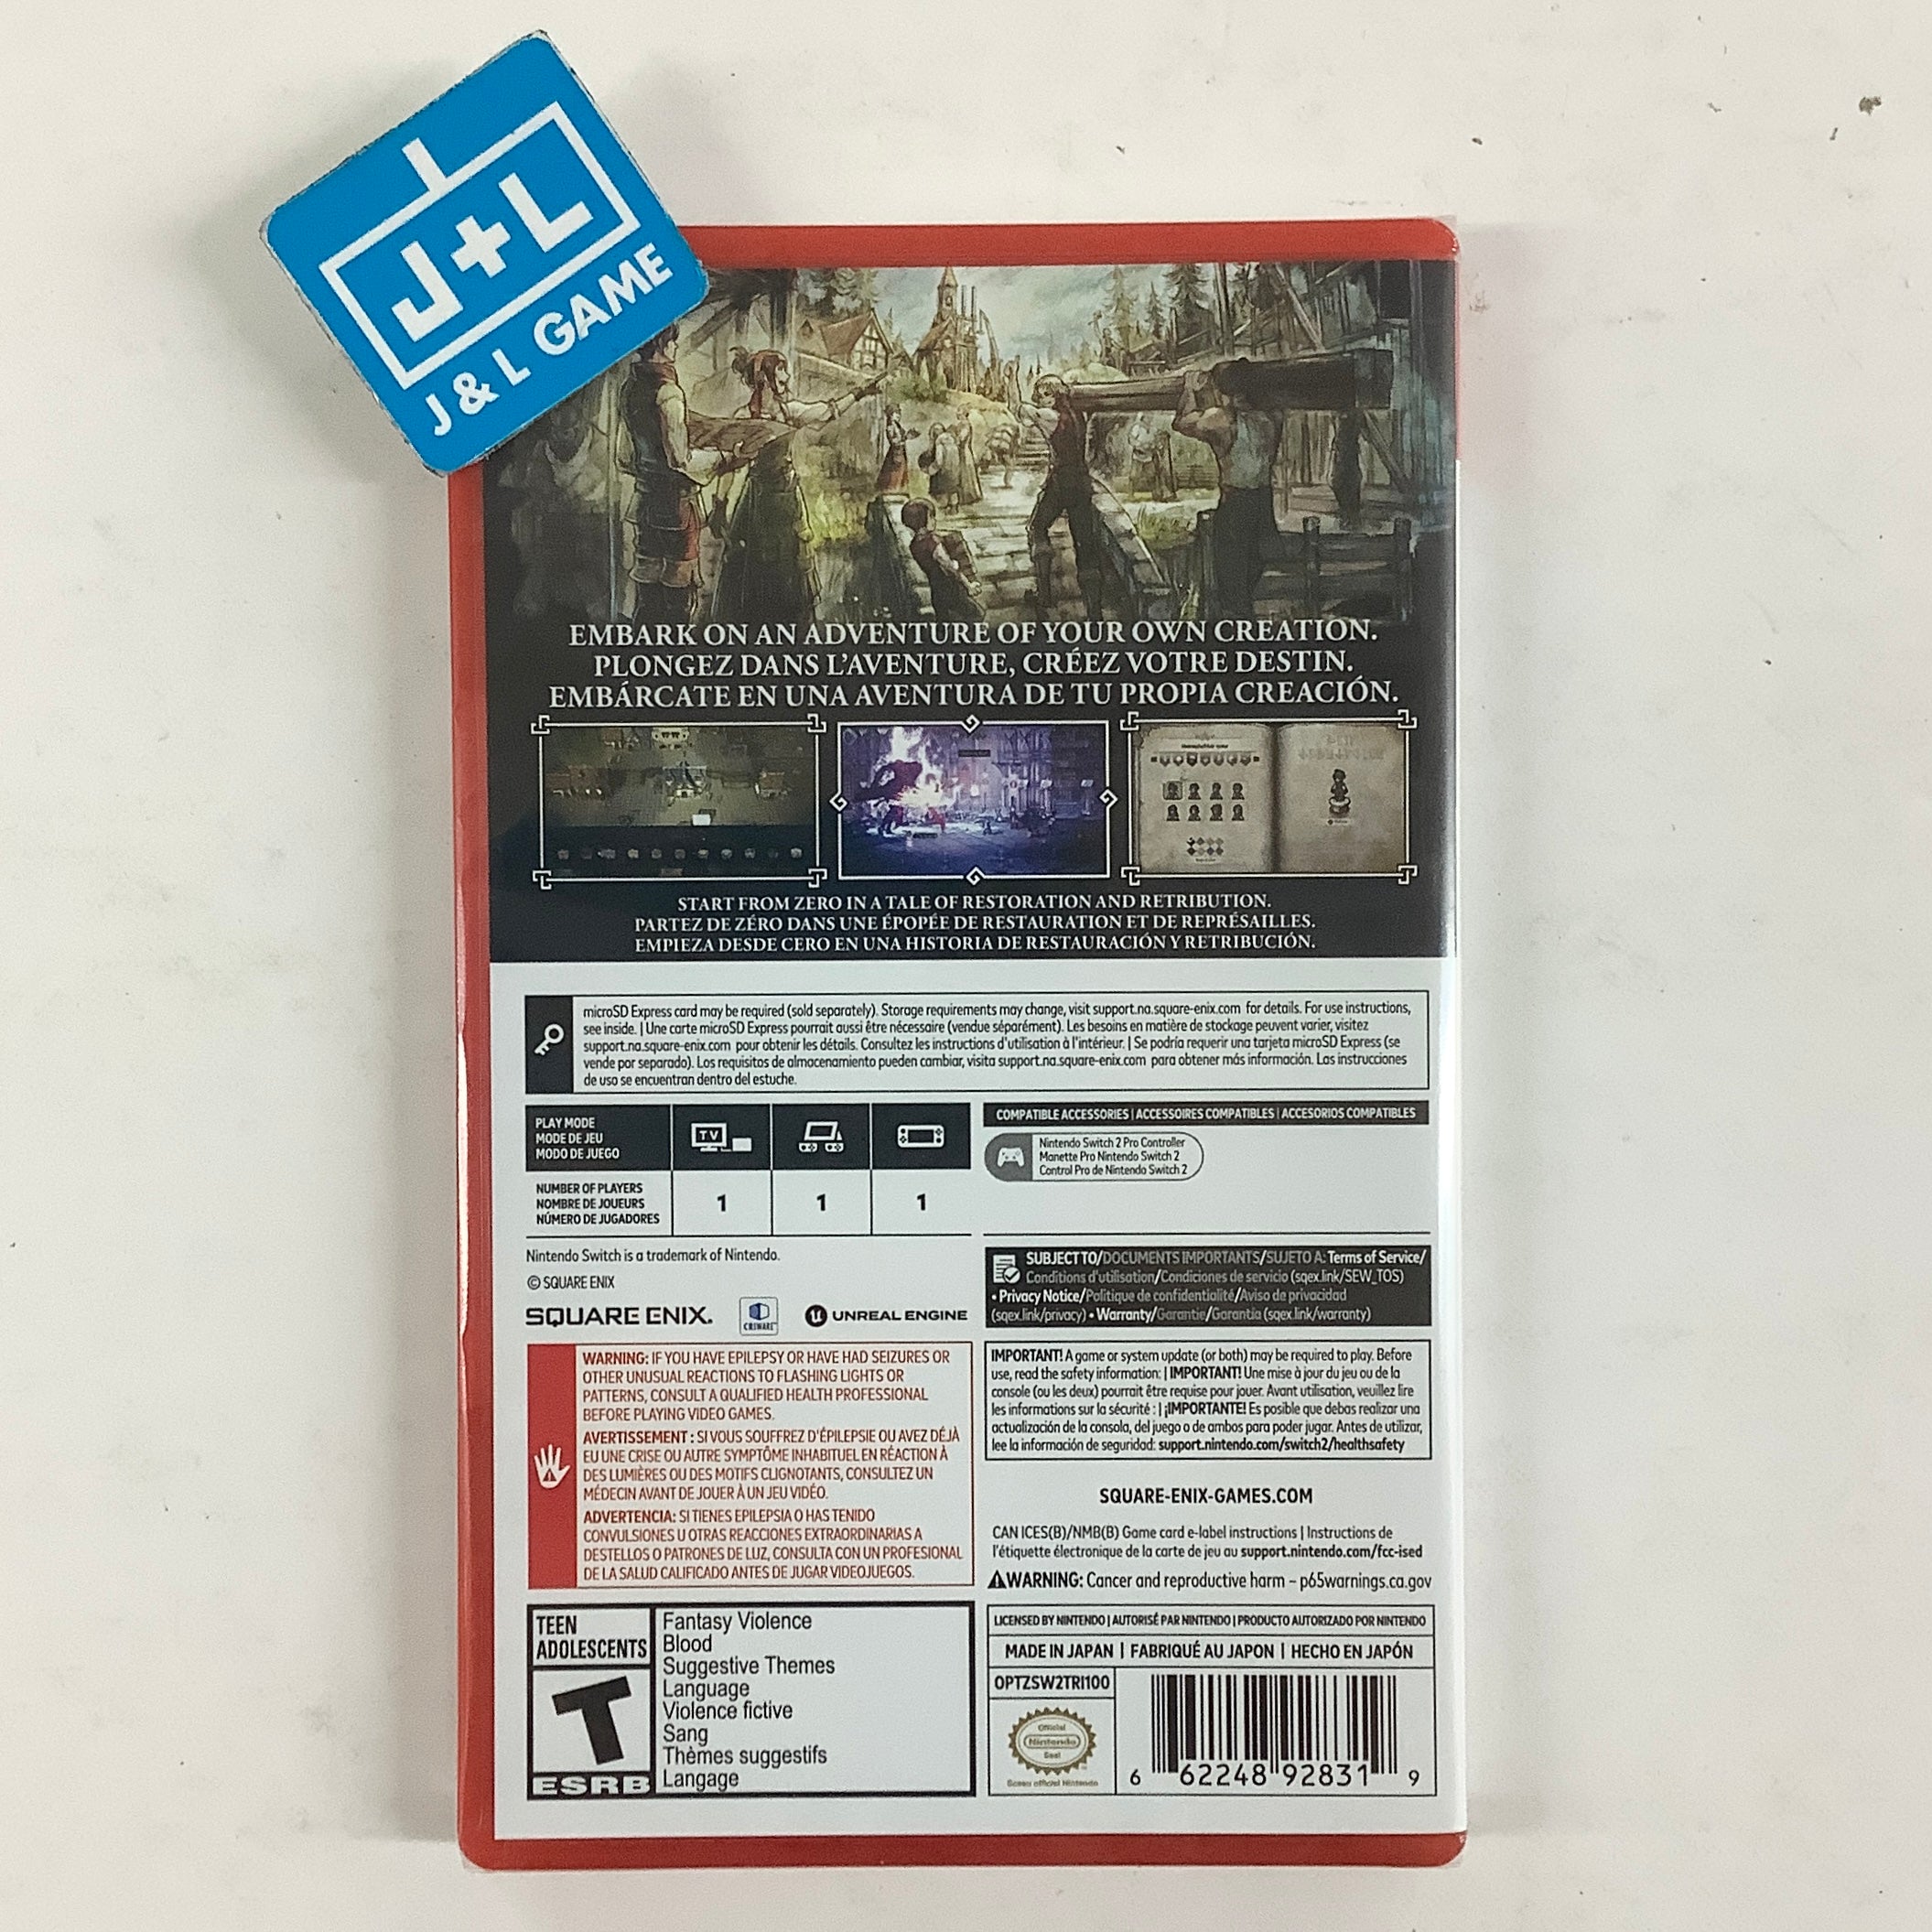 J+L
J & L GAME
EMBARK ON AN ADVENTURE OF YOUR OWN CREATION.
PLONGEZ DANS L'AVENTURE, CRÉEZ VOTRE DESTIN.
EMBÁRCATE EN UNA AVENTURA DE TU PROPIA CREACIÓN.
START FROM ZERO IN A TALE OF RESTORATION AND RETRIBUTION.
PARTEZ DE ZÉRO DANS UNE ÉPOPÉE DE RESTAURATION ET DE REPRÉSAILLES.
EMPIEZA DESDE CERO EN UNA HISTORIA DE RESTAURACIÓN Y RETRIBUCIÓN.
microSD Express card may be required (sold separately). Storage requirements may change, visit support.na.square-enix.com for details. For use instructions,
see inside. | Une carte microSD Express pourrait aussi être nécessaire (vendue séparément). Les besoins en matière de stockage peuvent varier, visitez
support.na.square-enix.com pour obtenir les détails. Consultez les instructions d'utilisation à l'intérieur. | Se podría requerir una tarjeta microSD Express (se
vende por separado). Los requisitos de almacenamiento pueden cambiar, visita support.na.square-enix.com para obtener más información. Las instrucciones
de uso se encuentran dentro del estuche.
PLAY MODE
MODE DE JEU
MODO DE JUEGO
TV
NUMBER OF PLAYERS
NOMBRE DE JOUEURS
NÚMERO DE JUGADORES
1 1 1
COMPATIBLE ACCESSORIES | ACCESSOIRES COMPATIBLES | ACCESORIOS COMPATIBLES
Nintendo Switch 2 Pro Controller
Manette Pro Nintendo Switch 2
Control Pro de Nintendo Switch 2
Nintendo Switch is a trademark of Nintendo.
© SQUARE ENIX
SQUARE ENIX.
CRIWARE
UNREAL ENGINE
SUBJECT TO/DOCUMENTS IMPORTANTS/SUJETO A: Terms of Service/
Conditions d'utilisation/Condiciones de servicio (sqex.link/SEW_TOS)
• Privacy Notice/Politique de confidentialité/Aviso de privacidad
(sqex.link/privacy) • Warranty/Garantie/Garantía (sqex.link/warranty)
WARNING: IF YOU HAVE EPILEPSY OR HAVE HAD SEIZURES OR
OTHER UNUSUAL REACTIONS TO FLASHING LIGHTS OR
PATTERNS, CONSULT A QUALIFIED HEALTH PROFESSIONAL
BEFORE PLAYING VIDEO GAMES.
AVERTISSEMENT : SI VOUS SOUFFREZ D'ÉPILEPSIE OU AVEZ DÉJÀ
EU UNE CRISE OU AUTRE SYMPTÔME INHABITUEL EN RÉACTION À
DES LUMIÈRES OU DES MOTIFS CLIGNOTANTS, CONSULTEZ UN
MÉDECIN AVANT DE JOUER À UN JEU VIDÉO.
ADVERTENCIA: SI TIENES EPILEPSIA O HAS TENIDO
CONVULSIONES U OTRAS REACCIONES EXTRAORDINARIAS A
DESTELLOS O PATRONES DE LUZ, CONSULTA CON UN PROFESIONAL
DE LA SALUD CALIFICADO ANTES DE JUGAR VIDEOJUEGOS.
IMPORTANT! A game or system update (or both) may be required to play. Before
use, read the safety information: | IMPORTANT! Une mise à jour du jeu ou de la
console (ou les deux) pourrait être requise pour jouer. Avant utilisation, veuillez lire
les informations sur la sécurité : | ¡IMPORTANTE! Es posible que debas realizar una
actualización de la consola, del juego o de ambos para poder jugar. Antes de utilizar,
lee la información de seguridad: support.nintendo.com/switch2/healthsafety
SQUARE-ENIX-GAMES.COM
CAN ICES(B)/NMB(B) Game card e-label instructions | Instructions de
l'étiquette électronique de la carte de jeu au support.nintendo.com/fcc-ised
WARNING: Cancer and reproductive harm – p65warnings.ca.gov
TEEN
ADOLESCENTS
T
ESRB
Fantasy Violence
Blood
Suggestive Themes
Language
Violence fictive
Sang
Thèmes suggestifs
Langage
LICENSED BY NINTENDO | AUTORISÉ PAR NINTENDO | PRODUCTO AUTORIZADO POR NINTENDO
MADE IN JAPAN | FABRIQUÉ AU JAPON | HECHO EN JAPÓN
OPTZSW2TRI100
Official
Nintendo
Seal
Sceau officiel Nintendo
6 62248 92831 9